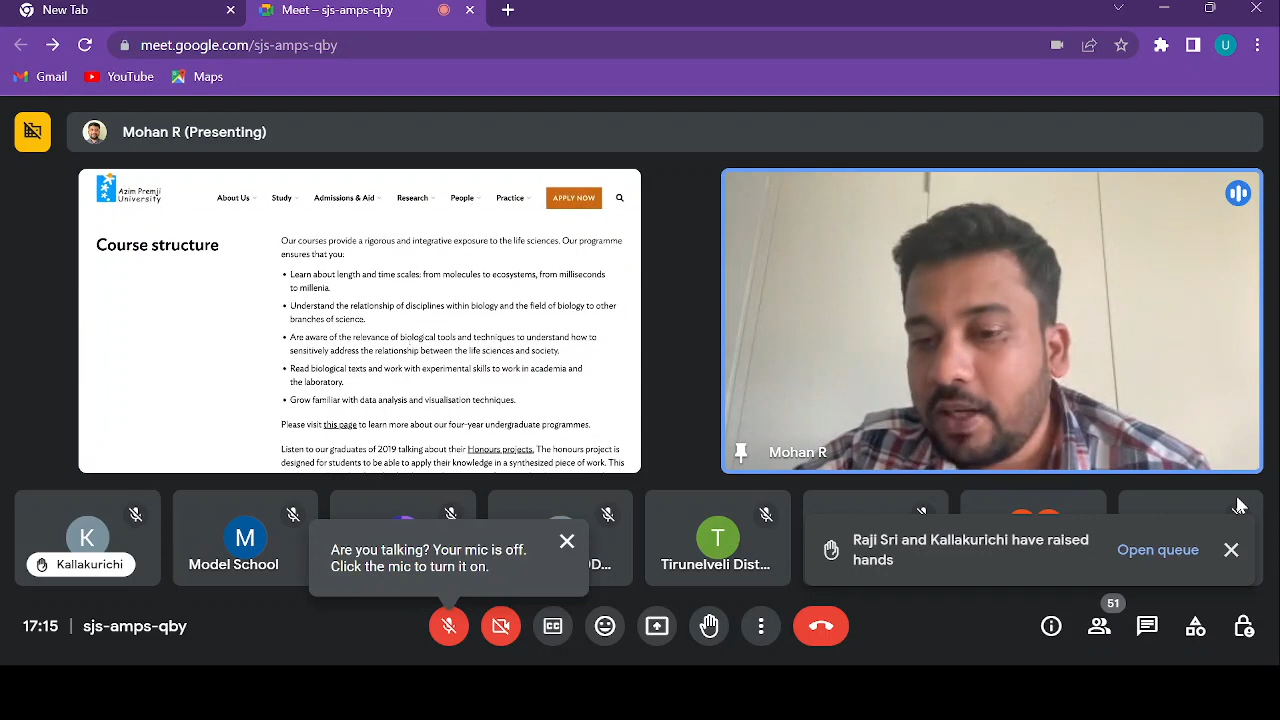 New Tab
Meet – sjs-amps-qby
meet.google.com/sjs-amps-qby
U
Gmail
YouTube
Maps
Mohan R (Presenting)
Azim Premji
University
About Us
Study
Admissions & Aid
Research
People
Practice
APPLY NOW
Course structure
Our courses provide a rigorous and integrative exposure to the life sciences. Our programme
ensures that you:
• Learn about length and time scales: from molecules to ecosystems, from milliseconds
to millenia.
• Understand the relationship of disciplines within biology and the field of biology to other
branches of science.
• Are aware of the relevance of biological tools and techniques to understand how to
sensitively address the relationship between the life sciences and society.
• Read biological texts and work with experimental skills to work in academia and
the laboratory.
• Grow familiar with data analysis and visualisation techniques.
Please visit this page to learn more about our four-year undergraduate programmes.
Listen to our graduates of 2019 talking about their Honours projects. The honours project is
designed for students to be able to apply their knowledge in a synthesized piece of work. This
Mohan R
K
Kallakurichi
M
Model School
Are you talking? Your mic is off.
Click the mic to turn it on.
D...
T
Tirunelveli Dist...
Raji Sri and Kallakurichi have raised
hands
Open queue
17:15
sjs-amps-qby
51